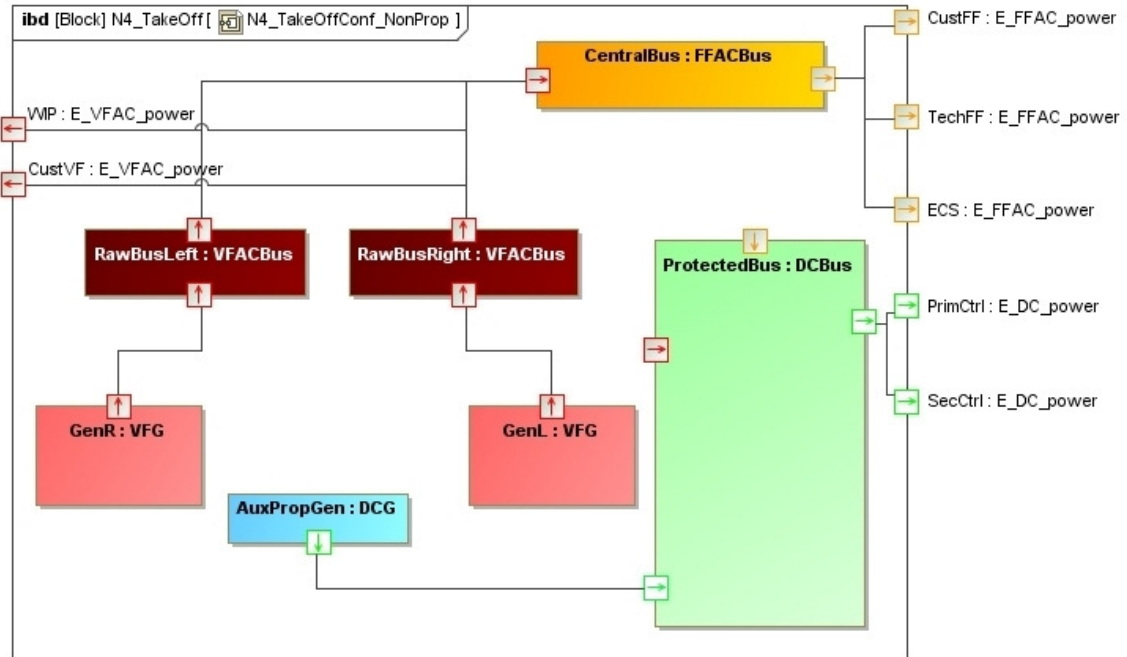 ibd [Block] N4_TakeOff[ N4_TakeOffConf_NonProp ]
CustFF : E_FFAC_power
CentralBus : FFACBus
WIP : E_VFAC_power
TechFF : E_FFAC_power
CustVF : E_VFAC_power
ECS : E_FFAC_power
RawBusLeft : VFACBus
RawBusRight : VFACBus
ProtectedBus : DCBus
PrimCtrl : E_DC_power
SecCtrl : E_DC_power
GenR : VFG
GenL : VFG
AuxPropGen : DCG